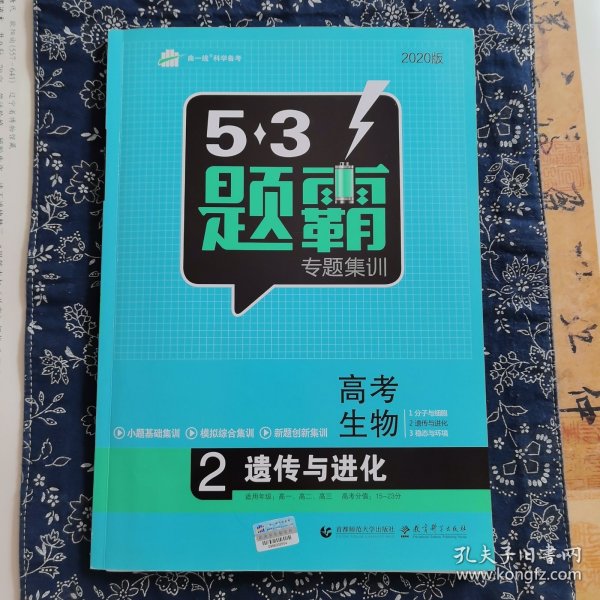 曲一线®科学备考
2020版
5·3
题霸
专题集训
高考
生物
1 分子与细胞
2 遗传与进化
3 稳态与环境
小题基础集训
模拟综合集训
新题创新集训
2 遗传与进化
适用年级：高一、高二、高三 高考分值：15~23分
首都师范大学出版社
教育科学出版社
孔夫子旧书网
www.kongfz.com